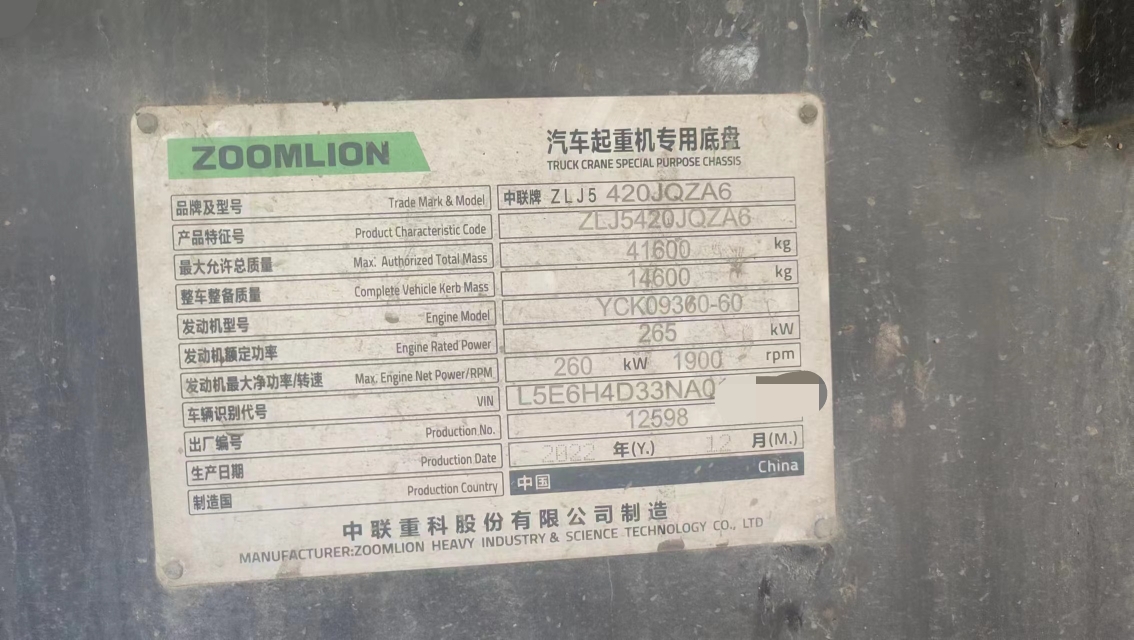 ZOOMLION
汽车起重机专用底盘
TRUCK CRANE SPECIAL PURPOSE CHASSIS
品牌及型号 Trade Mark & Model 中联牌 ZLJ5 420JQZA6
产品特征号 Product Characteristic Code ZLJ5420JQZA6
最大允许总质量 Max. Authorized Total Mass 41600 kg
整车整备质量 Complete Vehicle Kerb Mass 14600 kg
发动机型号 Engine Model YCK09360-60
发动机额定功率 Engine Rated Power 265 kW
发动机最大净功率/转速 Max. Engine Net Power/RPM 260 kW 1900 rpm
车辆识别代号 VIN L5E6H4D33NA0
出厂编号 Production No. 12598
生产日期 Production Date 2022 年(Y.) 12 月(M.)
制造国 Production Country 中国 China
中联重科股份有限公司制造
MANUFACTURER:ZOOMLION HEAVY INDUSTRY & SCIENCE TECHNOLOGY CO., LTD